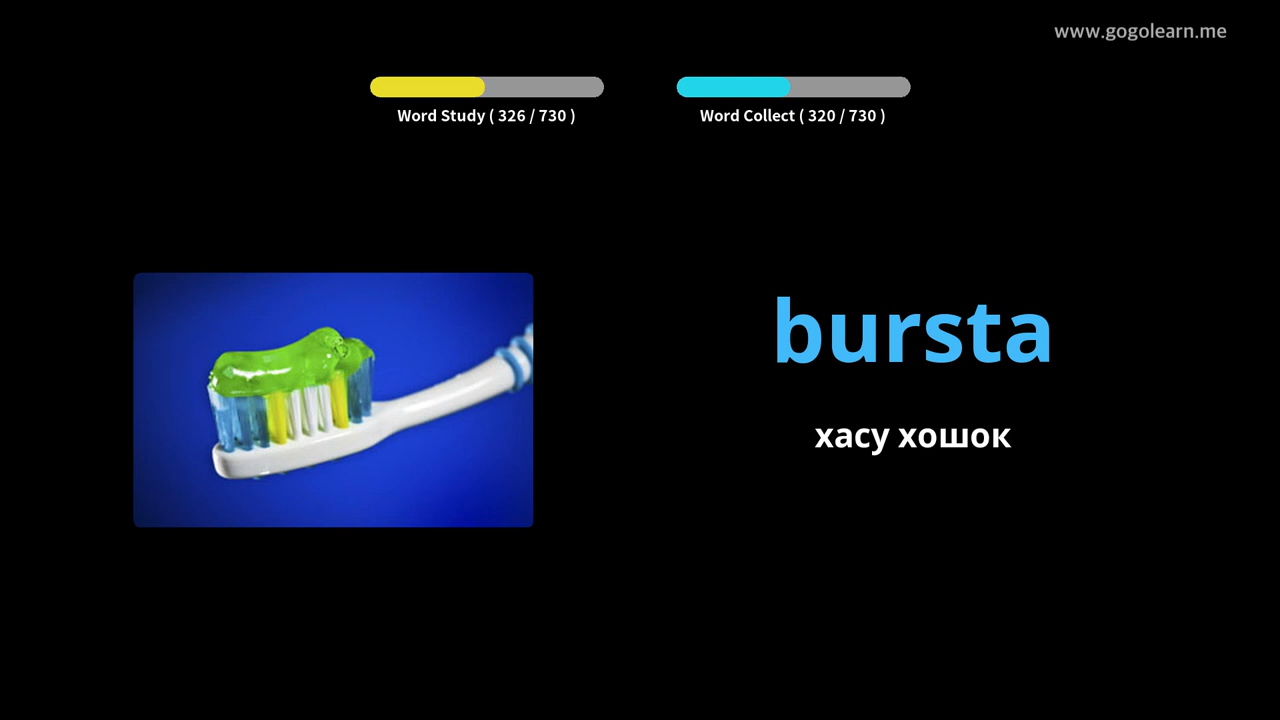 www.gogolearn.me
Word Study ( 326 / 730 )
Word Collect ( 320 / 730 )
bursta
хасу хошок